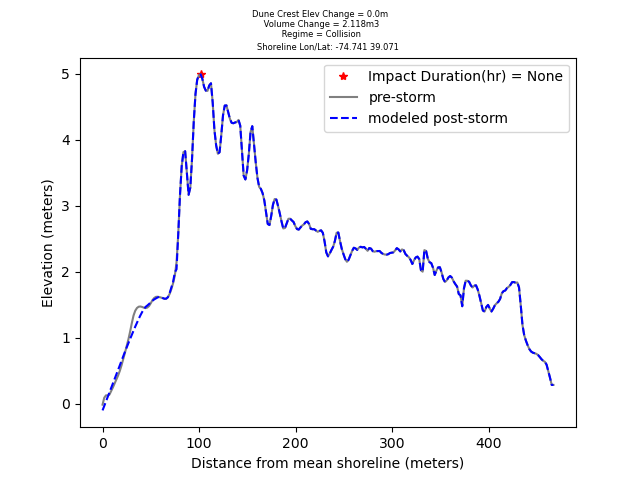 Dune Crest Elev Change = 0.0m
Volume Change = 2.118m3
Regime = Collision
Shoreline Lon/Lat: -74.741 39.071
Impact Duration(hr) = None
pre-storm
modeled post-storm
Elevation (meters)
5
4
3
2
1
0
0 100 200 300 400
Distance from mean shoreline (meters)